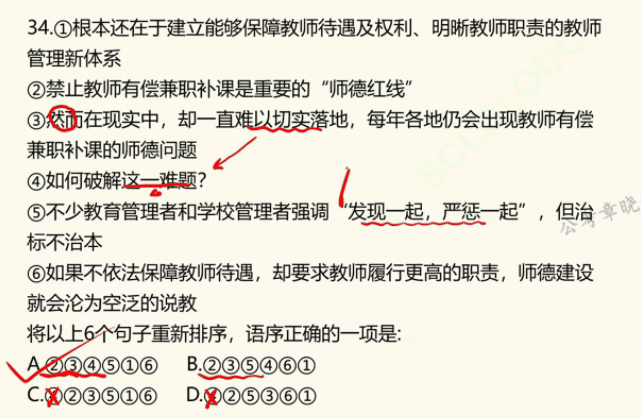 34.①根本还在于建立能够保障教师待遇及权利、明晰教师职责的教师
管理新体系
②禁止教师有偿兼职补课是重要的“师德红线”
③然而在现实中，却一直难以切实落地，每年各地仍会出现教师有偿
兼职补课的师德问题
④如何破解这一难题?
⑤不少教育管理者和学校管理者强调“发现一起，严惩一起”，但治
标不治本
⑥如果不依法保障教师待遇，却要求教师履行更高的职责，师德建设
就会沦为空泛的说教
将以上6个句子重新排序，语序正确的一项是:
A.②③④⑤①⑥ B.②③⑤④⑥①
C.②③⑤①⑥ D.②⑤③⑥①
公考章晓